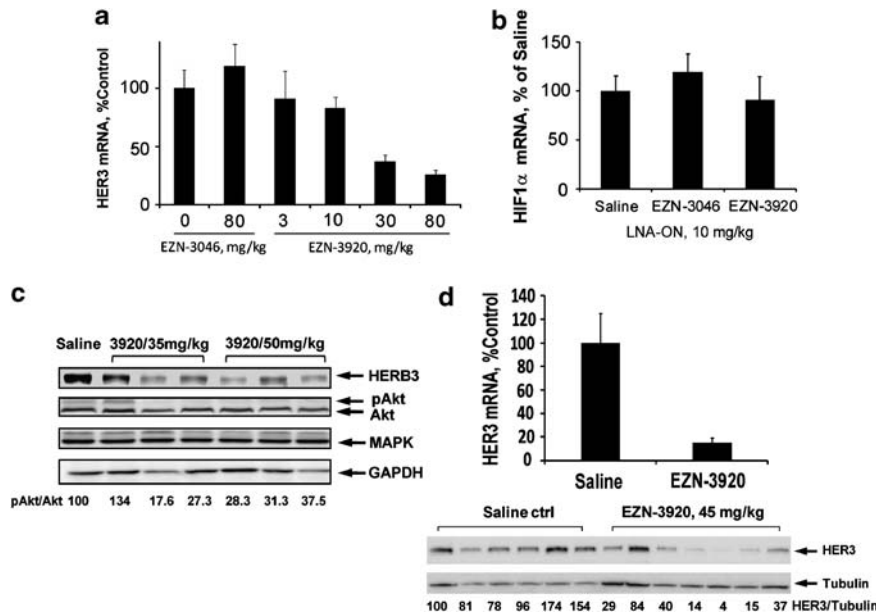 a
HER3 mRNA, %Control
100
50
0
0 80 3 10 30 80
EZN-3046, mg/kg EZN-3920, mg/kg
b
HIF1α mRNA, % of Saline
150
100
50
0
Saline EZN-3046 EZN-3920
LNA-ON, 10 mg/kg
c
Saline 3920/35mg/kg 3920/50mg/kg
HERB3
pAkt
Akt
MAPK
GAPDH
pAkt/Akt 100 134 17.6 27.3 28.3 31.3 37.5
d
HER3 mRNA, %Control
140
120
100
80
60
40
20
0
Saline EZN-3920
Saline ctrl EZN-3920, 45 mg/kg
HER3
Tubulin
100 81 78 96 174 154 29 84 40 14 4 15 37 HER3/Tubulin